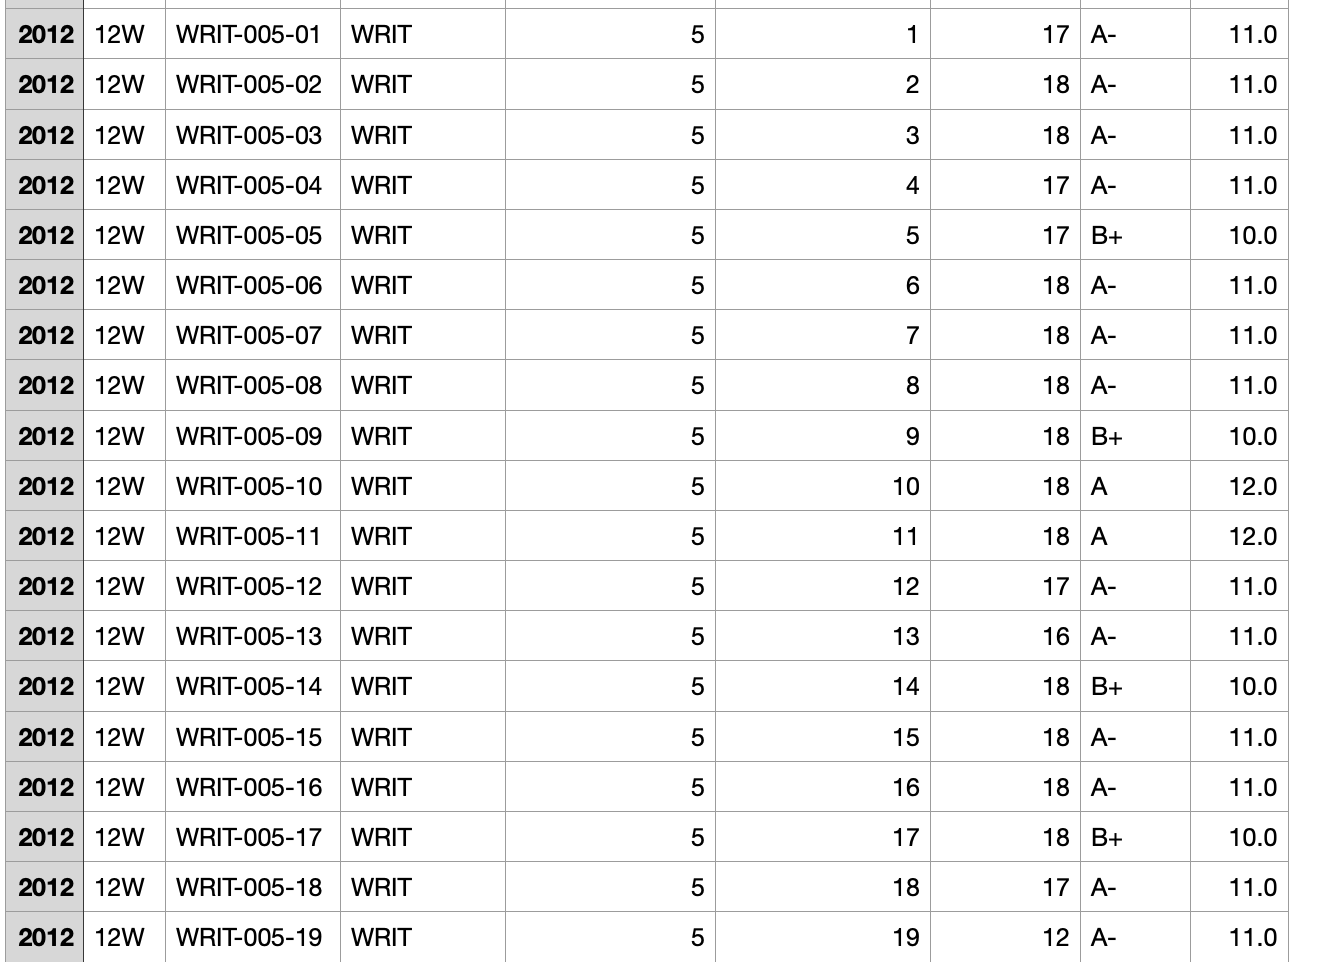 2012 12W WRIT-005-01 WRIT 5 1 17 A- 11.0
2012 12W WRIT-005-02 WRIT 5 2 18 A- 11.0
2012 12W WRIT-005-03 WRIT 5 3 18 A- 11.0
2012 12W WRIT-005-04 WRIT 5 4 17 A- 11.0
2012 12W WRIT-005-05 WRIT 5 5 17 B+ 10.0
2012 12W WRIT-005-06 WRIT 5 6 18 A- 11.0
2012 12W WRIT-005-07 WRIT 5 7 18 A- 11.0
2012 12W WRIT-005-08 WRIT 5 8 18 A- 11.0
2012 12W WRIT-005-09 WRIT 5 9 18 B+ 10.0
2012 12W WRIT-005-10 WRIT 5 10 18 A 12.0
2012 12W WRIT-005-11 WRIT 5 11 18 A 12.0
2012 12W WRIT-005-12 WRIT 5 12 17 A- 11.0
2012 12W WRIT-005-13 WRIT 5 13 16 A- 11.0
2012 12W WRIT-005-14 WRIT 5 14 18 B+ 10.0
2012 12W WRIT-005-15 WRIT 5 15 18 A- 11.0
2012 12W WRIT-005-16 WRIT 5 16 18 A- 11.0
2012 12W WRIT-005-17 WRIT 5 17 18 B+ 10.0
2012 12W WRIT-005-18 WRIT 5 18 17 A- 11.0
2012 12W WRIT-005-19 WRIT 5 19 12 A- 11.0